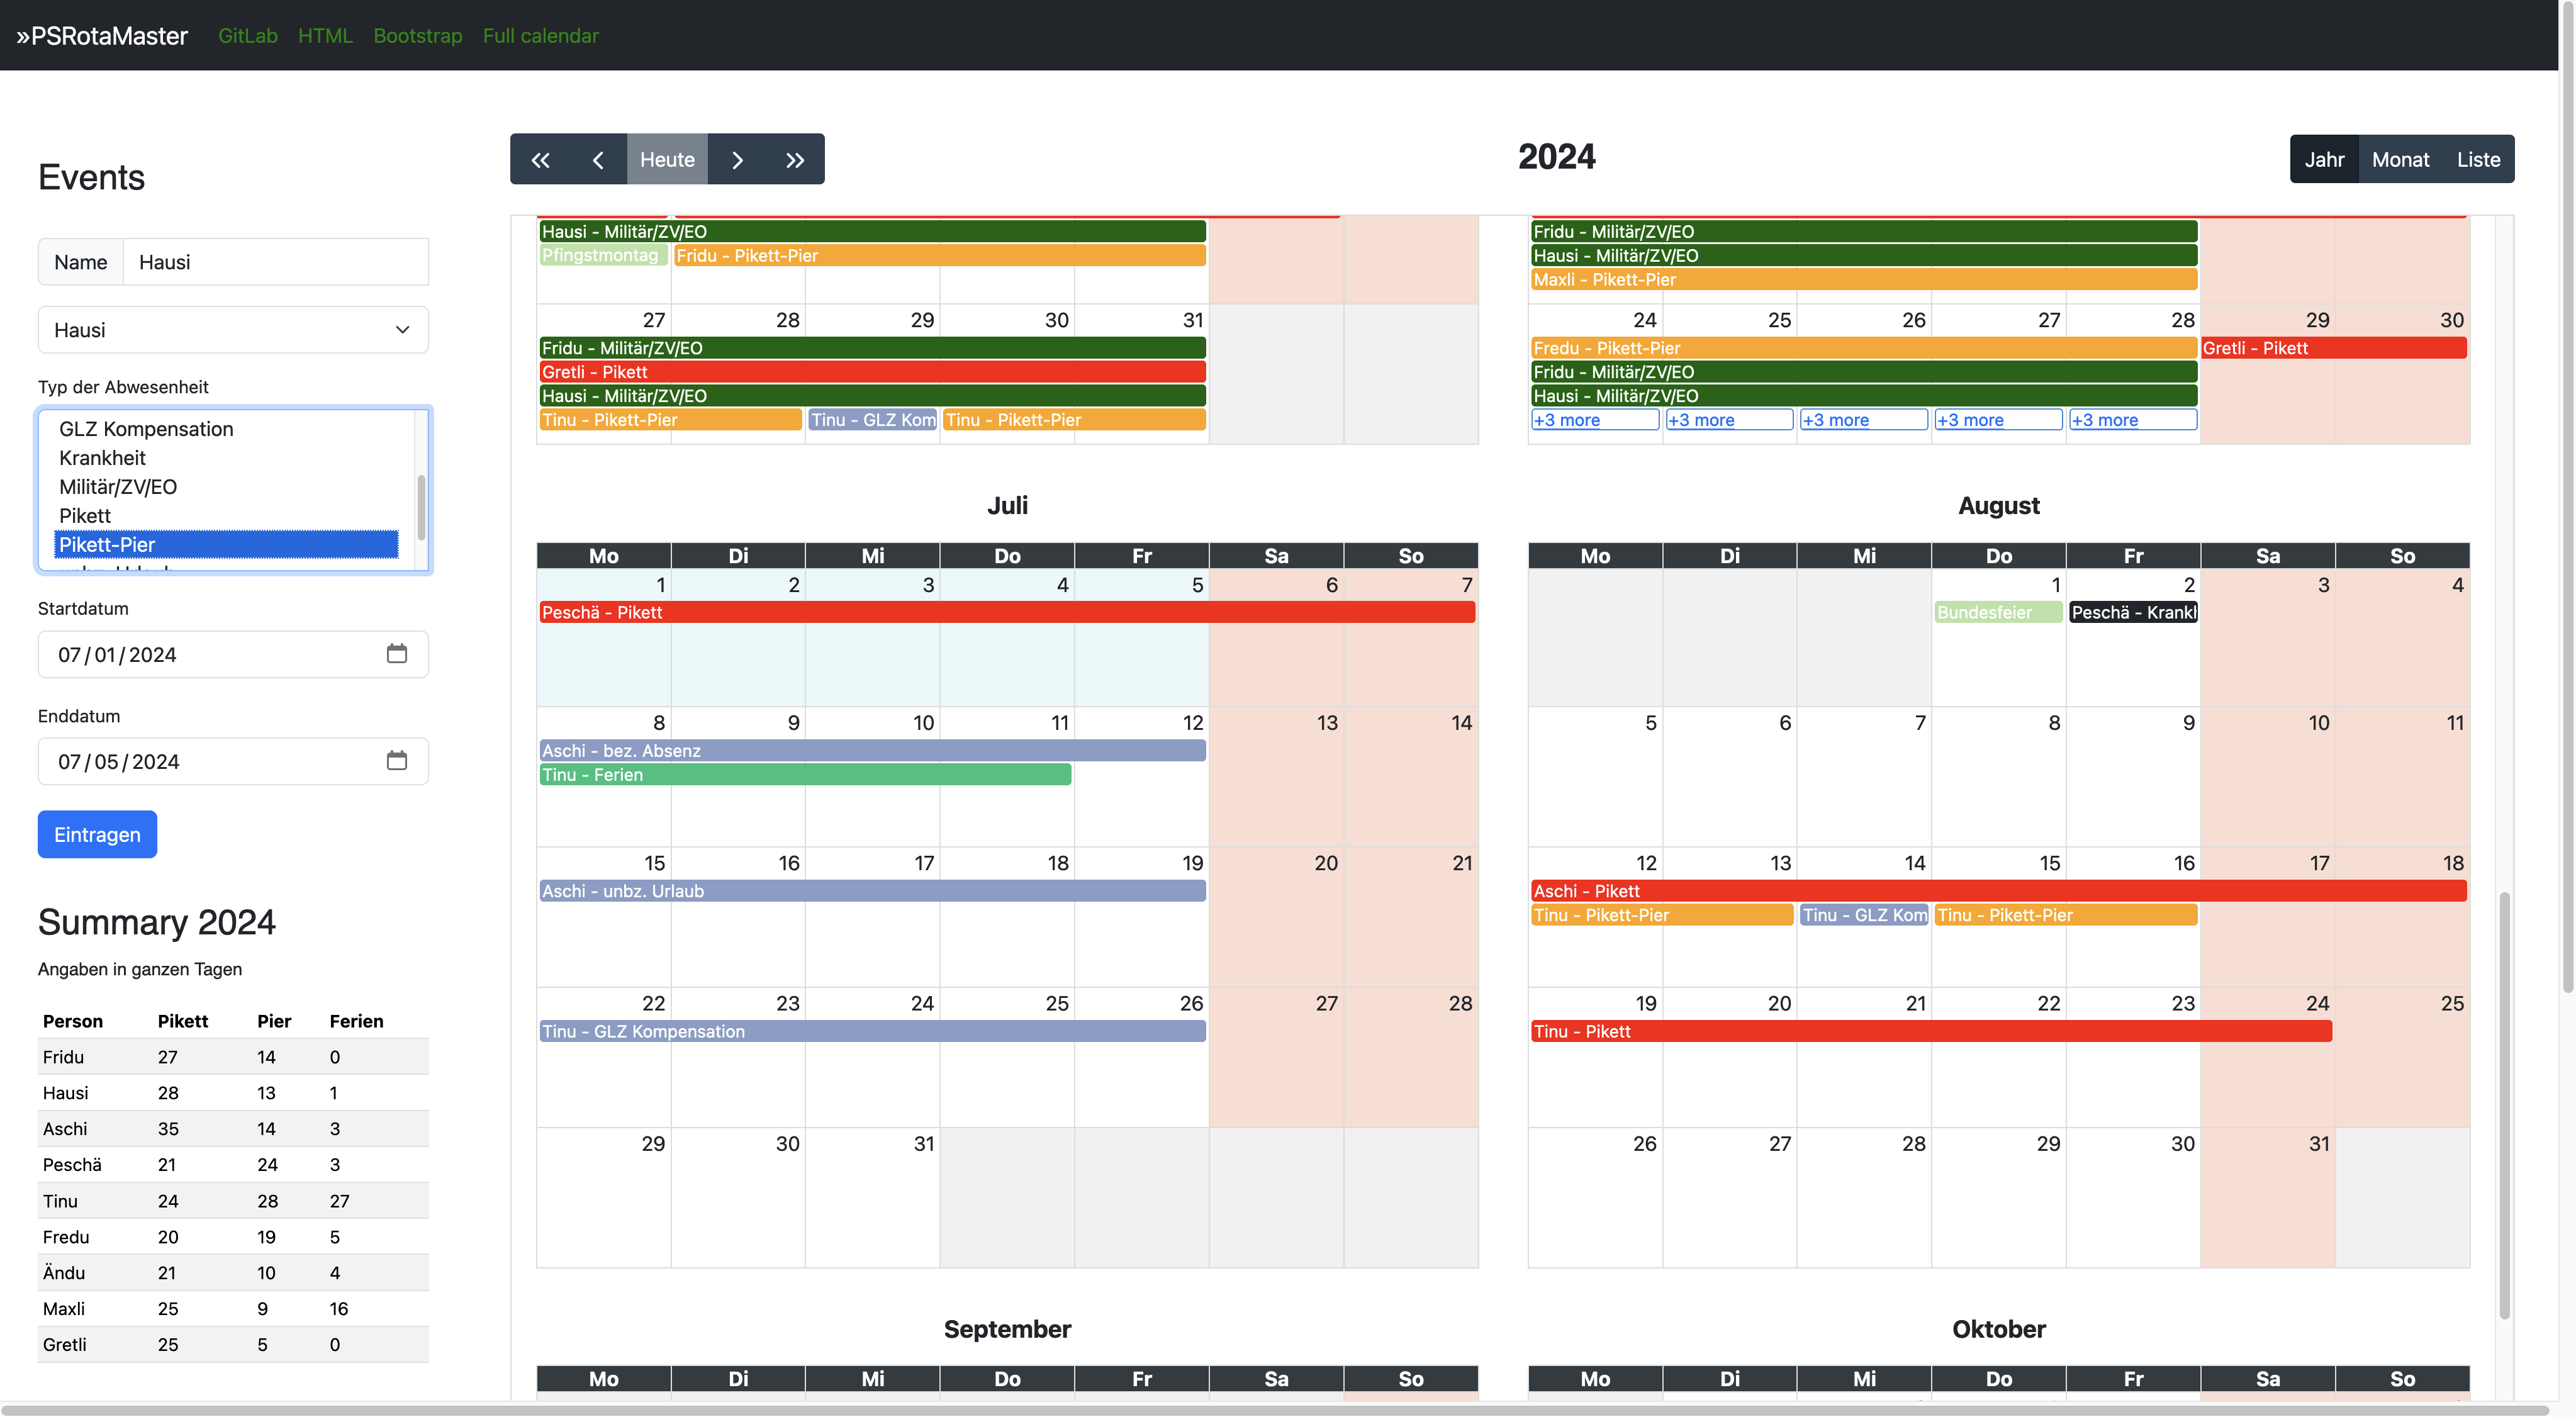 »PSRotaMaster GitLab HTML Bootstrap Full calendar
Events
Name Hausi
Hausi
Typ der Abwesenheit
GLZ Kompensation
Krankheit
Militär/ZV/EO
Pikett
Pikett-Pier
Startdatum
07/01/2024
Enddatum
07/05/2024
Eintragen
Summary 2024
Angaben in ganzen Tagen
Person Pikett Pier Ferien
Fridu 27 14 0
Hausi 28 13 1
Aschi 35 14 3
Peschä 21 24 3
Tinu 24 28 27
Fredu 20 19 5
Ändu 21 10 4
Maxli 25 9 16
Gretli 25 5 0
Heute
2024
Jahr Monat Liste
Hausi - Militär/ZV/EO
Pfingstmontag Fridu - Pikett-Pier
27 28 29 30 31
Fridu - Militär/ZV/EO
Gretli - Pikett
Hausi - Militär/ZV/EO
Tinu - Pikett-Pier Tinu - GLZ Kom Tinu - Pikett-Pier
Fridu - Militär/ZV/EO
Hausi - Militär/ZV/EO
Maxli - Pikett-Pier
24 25 26 27 28 29 30
Fredu - Pikett-Pier Gretli - Pikett
Fridu - Militär/ZV/EO
Hausi - Militär/ZV/EO
+3 more +3 more +3 more +3 more +3 more
Juli
Mo Di Mi Do Fr Sa So
1 2 3 4 5 6 7
Peschä - Pikett
8 9 10 11 12 13 14
Aschi - bez. Absenz
Tinu - Ferien
15 16 17 18 19 20 21
Aschi - unbz. Urlaub
22 23 24 25 26 27 28
Tinu - GLZ Kompensation
29 30 31
August
Mo Di Mi Do Fr Sa So
1 2 3 4
Bundesfeier Peschä - Krankh
5 6 7 8 9 10 11
12 13 14 15 16 17 18
Aschi - Pikett
Tinu - Pikett-Pier Tinu - GLZ Kom Tinu - Pikett-Pier
19 20 21 22 23 24 25
Tinu - Pikett
26 27 28 29 30 31
September
Mo Di Mi Do Fr Sa So
Oktober
Mo Di Mi Do Fr Sa So